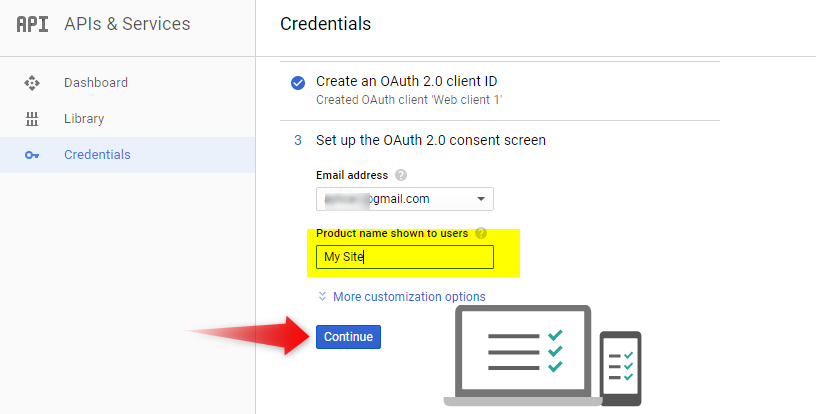 API APIs & Services
Credentials
Dashboard
Library
Credentials
Create an OAuth 2.0 client ID
Created OAuth client 'Web client 1'
3 Set up the OAuth 2.0 consent screen
Email address ?
@gmail.com
Product name shown to users ?
My Site
More customization options
Continue